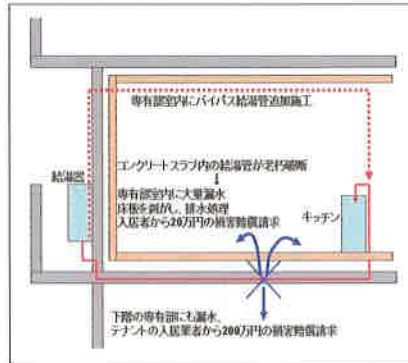 専有部室内にバイパス給湯管追加施工
コンクリートスラブ内の給湯管が老朽破断
↓
給湯器
専有部室内に大量漏水
床板を剥がし、排水処理
入居者から20万円の損害賠償請求
キッチン
下階の専有部にも漏水、
テナントの入居業者から200万円の損害賠償請求